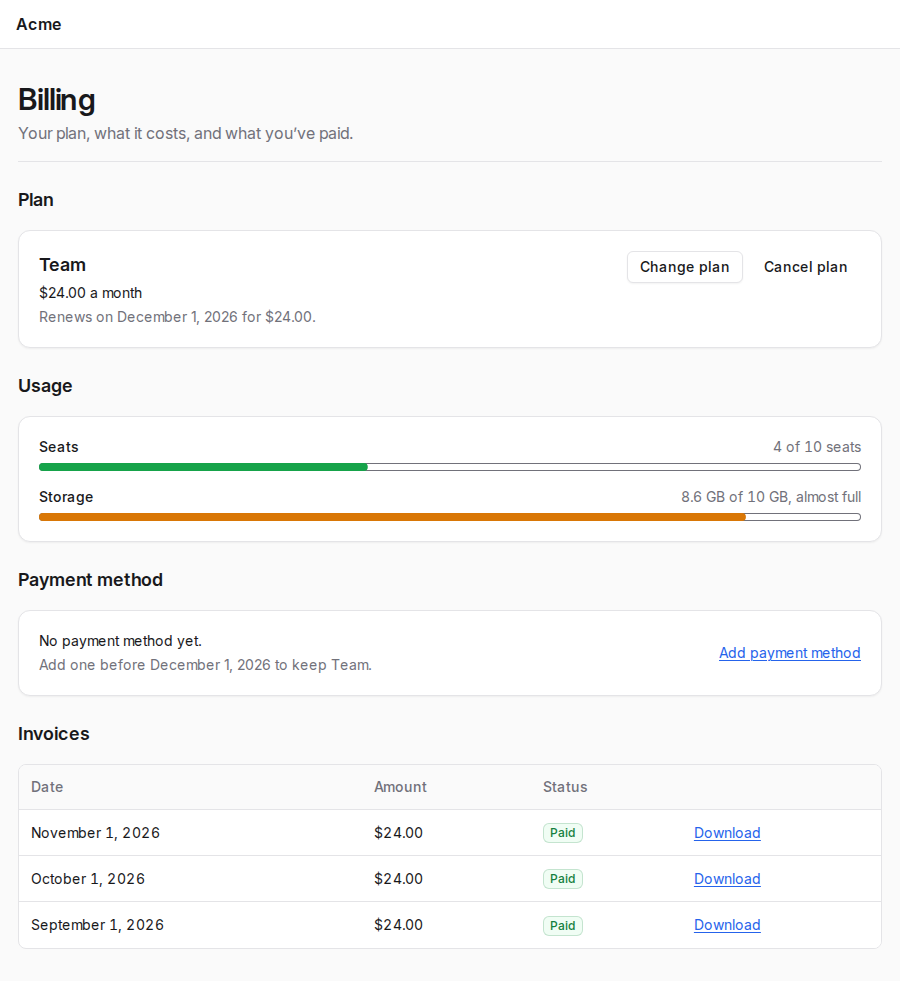 Acme
Billing
Your plan, what it costs, and what you’ve paid.
Plan
Team
Change plan
Cancel plan
$24.00 a month
Renews on December 1, 2026 for $24.00.
Usage
Seats
4 of 10 seats
Storage
8.6 GB of 10 GB, almost full
Payment method
No payment method yet.
Add one before December 1, 2026 to keep Team.
Add payment method
Invoices
Date Amount Status
November 1, 2026 $24.00 Paid Download
October 1, 2026 $24.00 Paid Download
September 1, 2026 $24.00 Paid Download